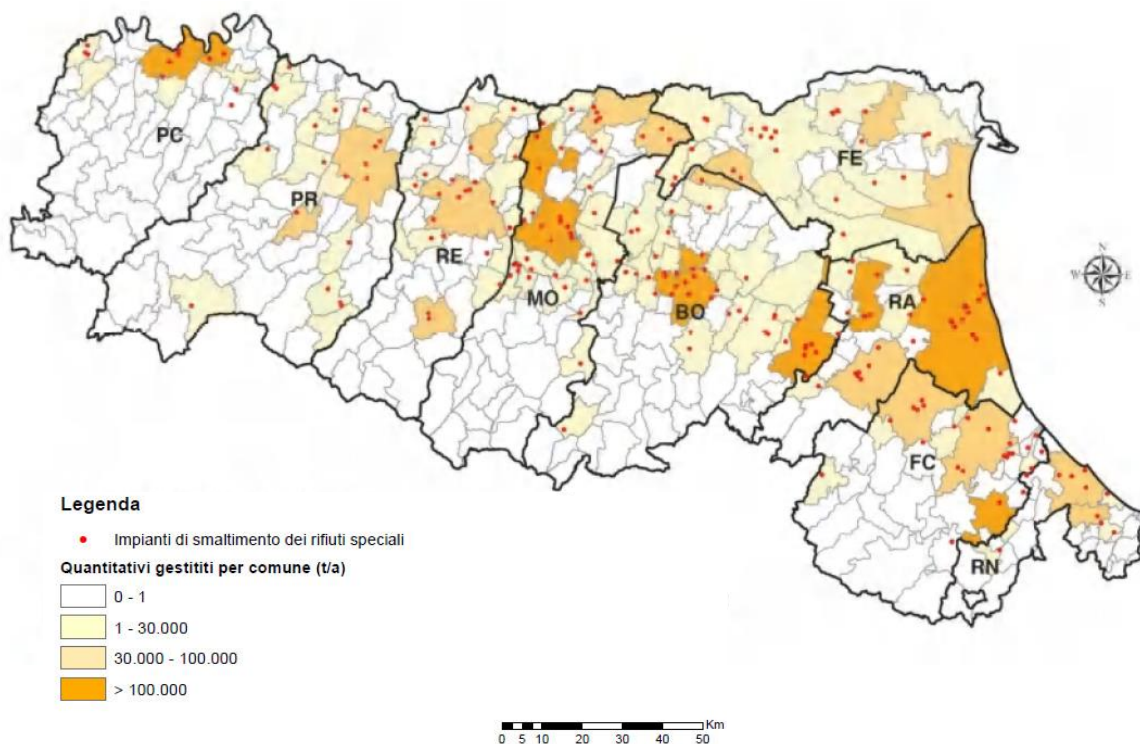 PC
PR
RE
MO
BO
FE
RA
FC
RN
N
W
E
S
Legenda
Impianti di smaltimento dei rifiuti speciali
Quantitativi gestititi per comune (t/a)
0 - 1
1 - 30.000
30.000 - 100.000
> 100.000
Km
0 5 10 20 30 40 50